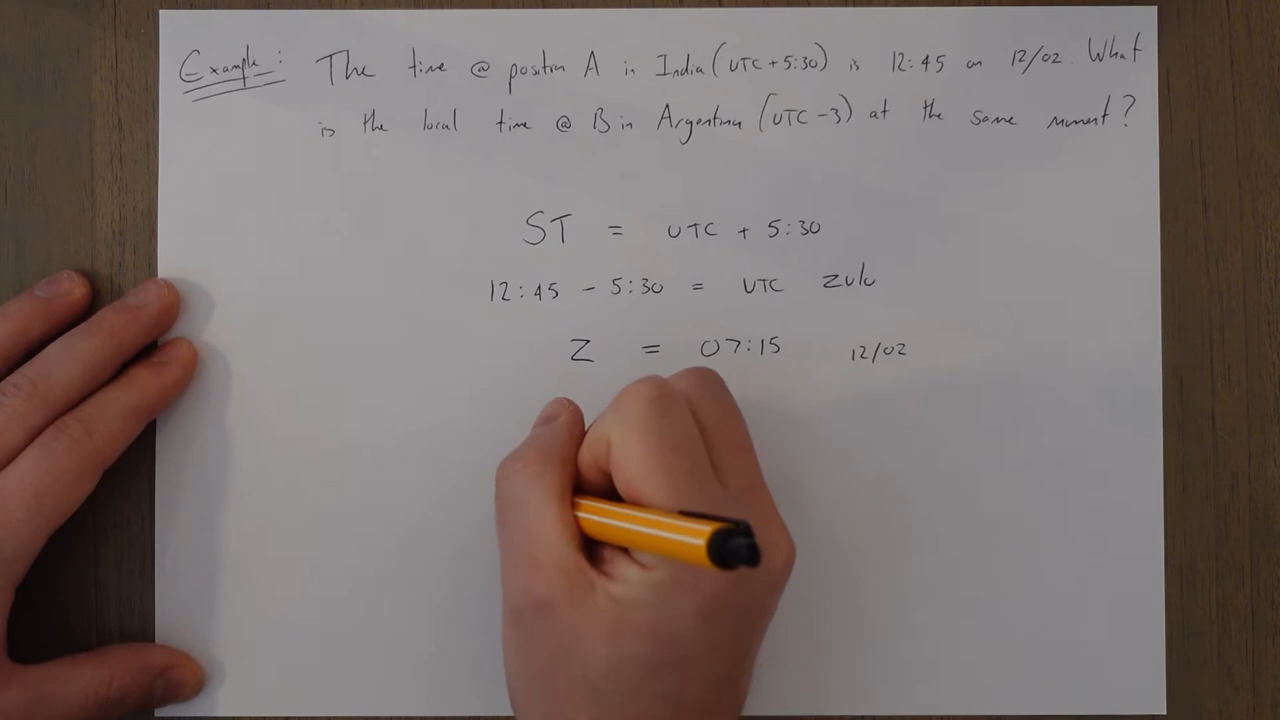 Example: The time @ position A in India (UTC + 5:30) is 12:45 on 12/02. What
is the local time @ B in Argentina (UTC -3) at the same moment?
ST = UTC + 5:30
12:45 - 5:30 = UTC Zulu
Z = 07:15 12/02